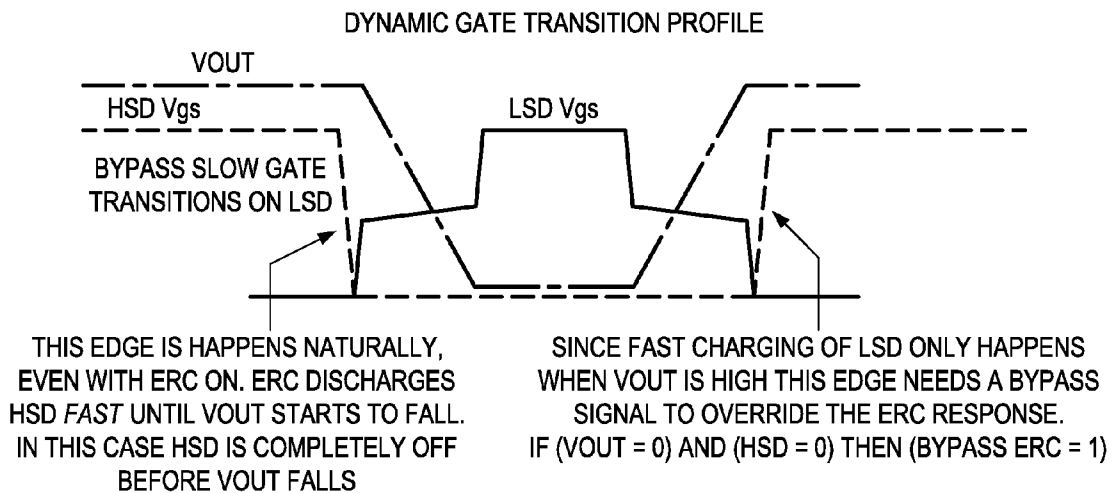 DYNAMIC GATE TRANSITION PROFILE
VOUT
HSD Vgs
LSD Vgs
BYPASS SLOW GATE
TRANSITIONS ON LSD
THIS EDGE IS HAPPENS NATURALLY,
EVEN WITH ERC ON. ERC DISCHARGES
HSD FAST UNTIL VOUT STARTS TO FALL.
IN THIS CASE HSD IS COMPLETELY OFF
BEFORE VOUT FALLS
SINCE FAST CHARGING OF LSD ONLY HAPPENS
WHEN VOUT IS HIGH THIS EDGE NEEDS A BYPASS
SIGNAL TO OVERRIDE THE ERC RESPONSE.
IF (VOUT = 0) AND (HSD = 0) THEN (BYPASS ERC = 1)